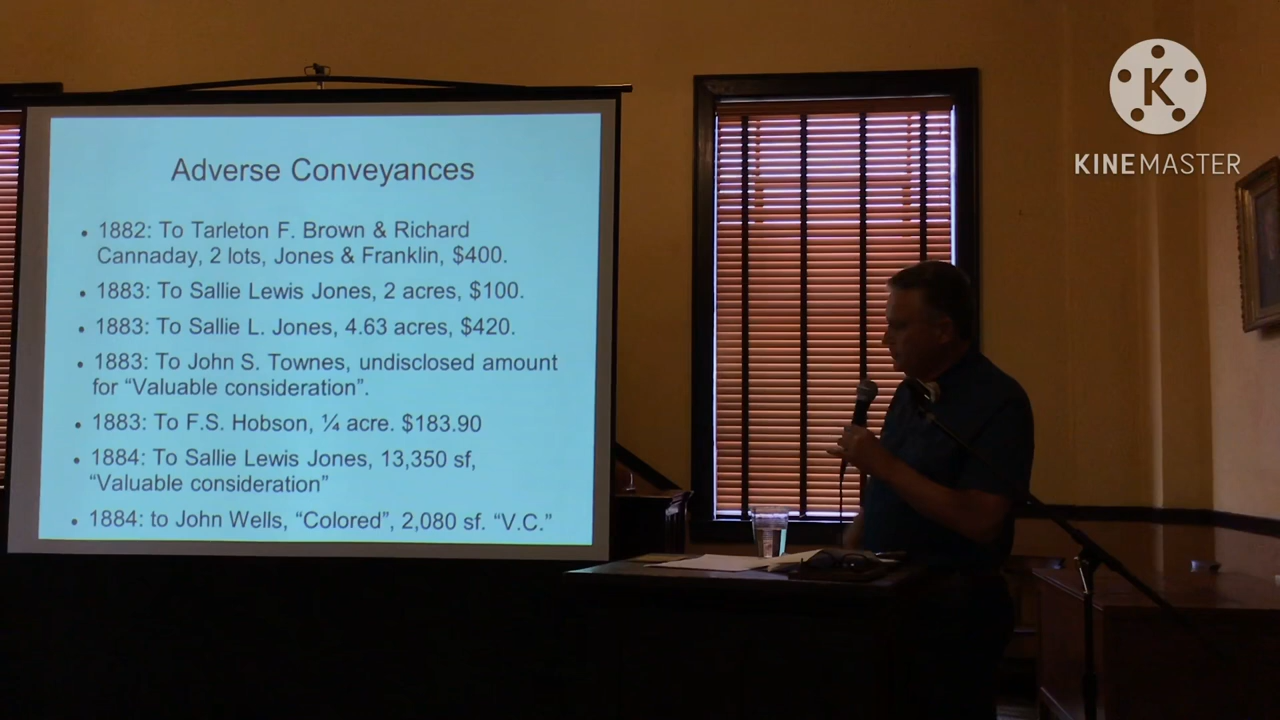 Adverse Conveyances
• 1882: To Tarleton F. Brown & Richard
Cannaday, 2 lots, Jones & Franklin, $400.
• 1883: To Sallie Lewis Jones, 2 acres, $100.
• 1883: To Sallie L. Jones, 4.63 acres, $420.
• 1883: To John S. Townes, undisclosed amount
for “Valuable consideration”.
• 1883: To F.S. Hobson, ¼ acre. $183.90
• 1884: To Sallie Lewis Jones, 13,350 sf,
“Valuable consideration”
• 1884: to John Wells, “Colored”, 2,080 sf. “V.C.”
K
KINEMASTER